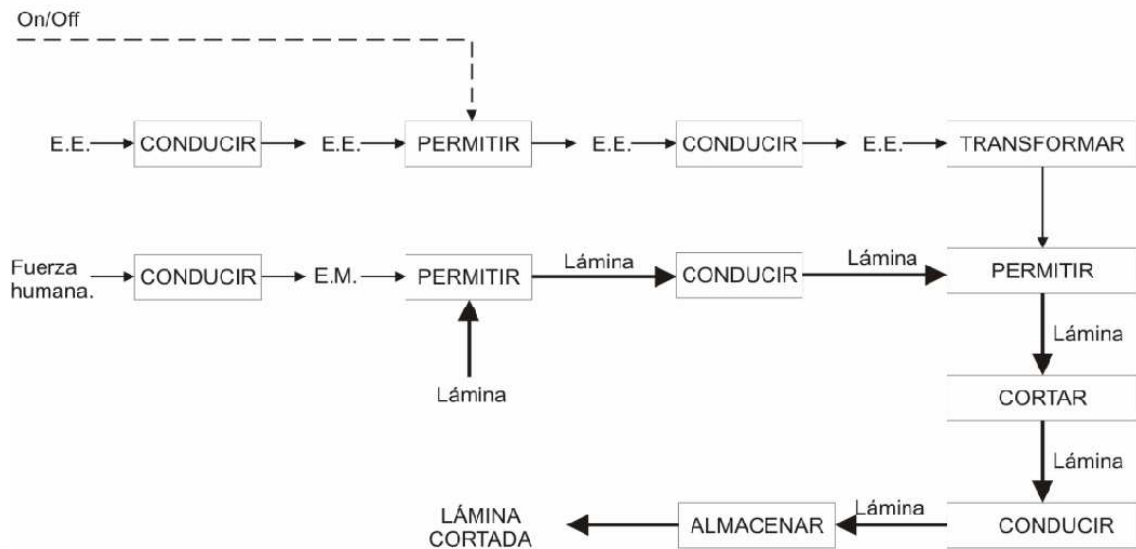 On/Off
E.E.
CONDUCIR
E.E.
PERMITIR
E.E.
CONDUCIR
E.E.
TRANSFORMAR
Fuerza
humana.
CONDUCIR
E.M.
PERMITIR
Lámina
CONDUCIR
Lámina
PERMITIR
Lámina
Lámina
CORTAR
Lámina
LÁMINA
CORTADA
ALMACENAR
Lámina
CONDUCIR